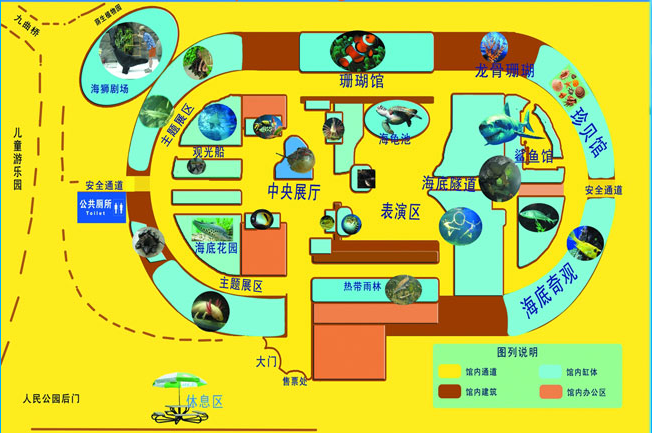 九曲桥
湿生植物园
海狮剧场
珊瑚馆
龙骨珊瑚
珍贝馆
主题展区
观光船
海龟池
鲨鱼馆
儿童游乐园
安全通道
中央展厅
海底隧道
安全通道
公共厕所
Toilet
表演区
海底花园
主题展区
热带雨林
海底奇观
大门
售票处
图列说明
馆内通道
馆内缸体
馆内建筑
馆内办公区
人民公园后门
休息区